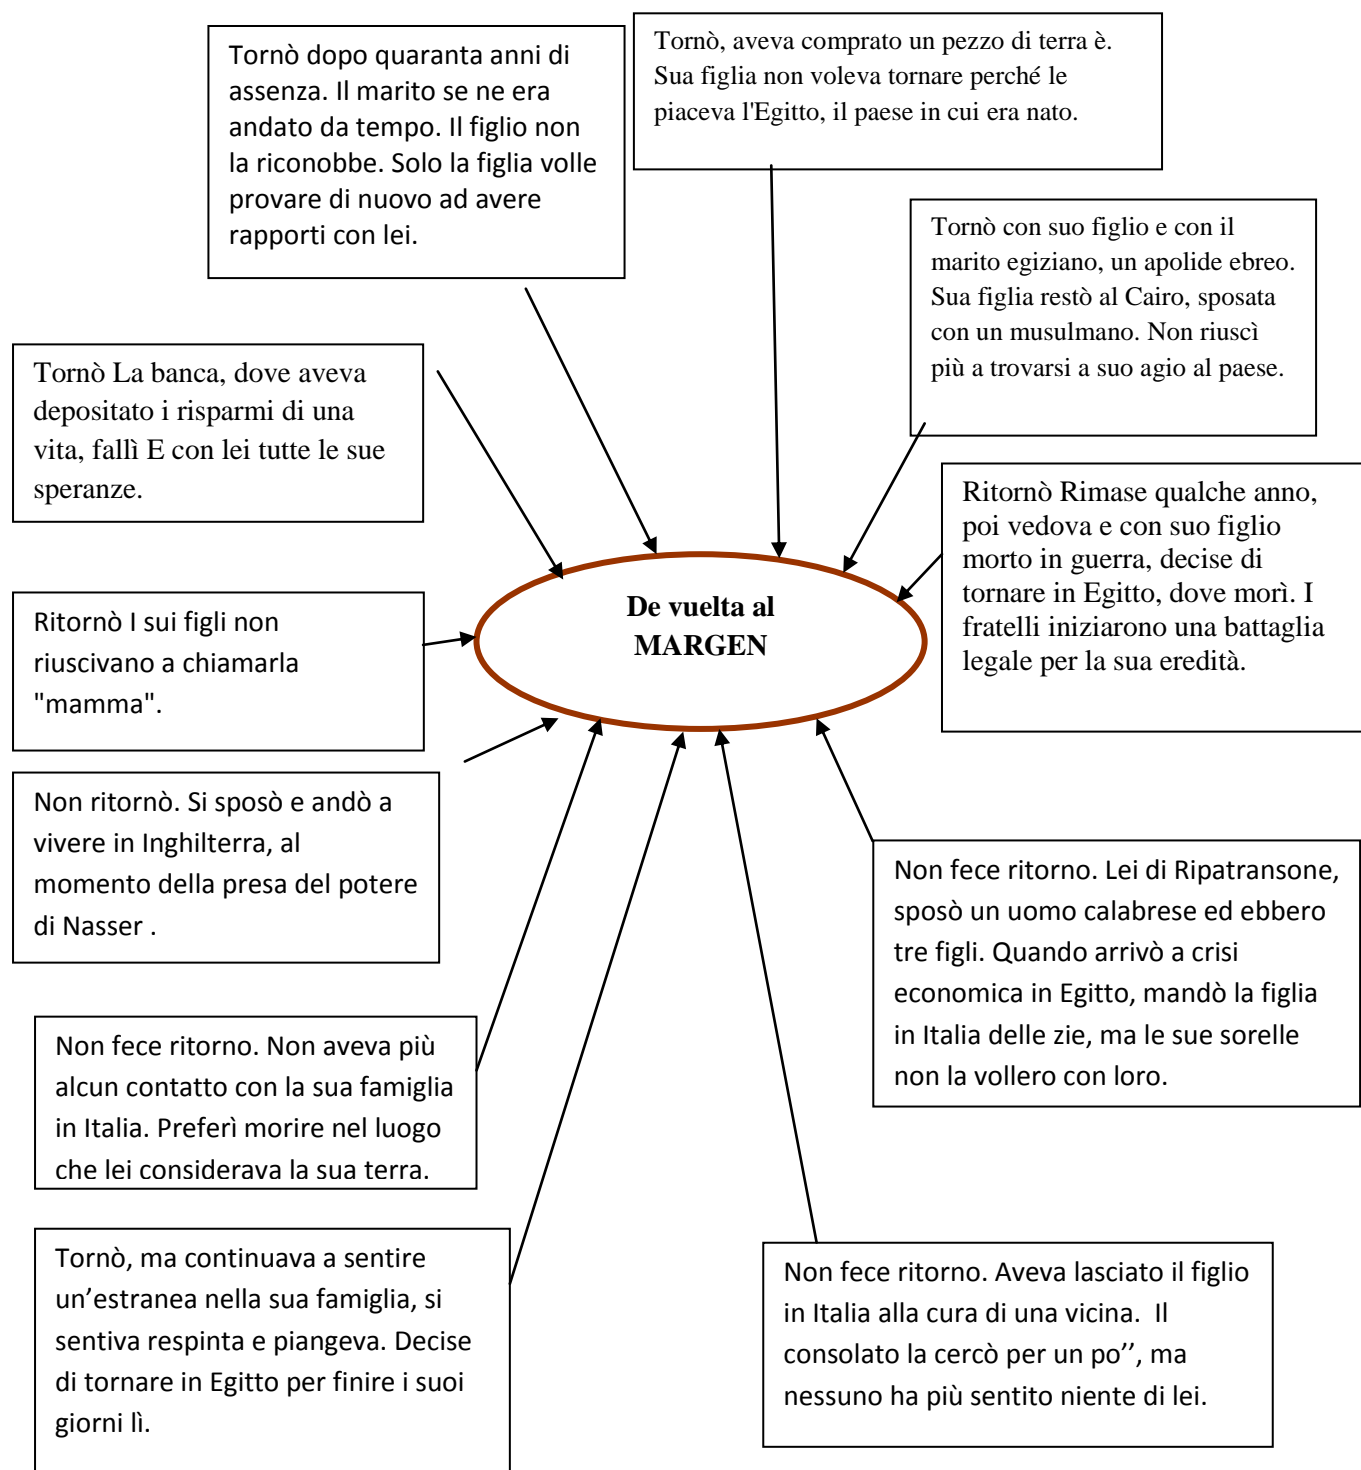 Tornò dopo quaranta anni di
assenza. Il marito se ne era
andato da tempo. Il figlio non
la riconobbe. Solo la figlia volle
provare di nuovo ad avere
rapporti con lei.
Tornò, aveva comprato un pezzo di terra è.
Sua figlia non voleva tornare perché le
piaceva l'Egitto, il paese in cui era nato.
Tornò con suo figlio e con il
marito egiziano, un apolide ebreo.
Sua figlia restò al Cairo, sposata
con un musulmano. Non riuscì
più a trovarsi a suo agio al paese.
Tornò La banca, dove aveva
depositato i risparmi di una
vita, fallì E con lei tutte le sue
speranze.
Ritornò Rimase qualche anno,
poi vedova e con suo figlio
morto in guerra, decise di
tornare in Egitto, dove morì. I
fratelli iniziarono una battaglia
legale per la sua eredità.
De vuelta al
MARGEN
Ritornò I sui figli non
riuscivano a chiamarla
"mamma".
Non ritornò. Si sposò e andò a
vivere in Inghilterra, al
momento della presa del potere
di Nasser .
Non fece ritorno. Lei di Ripatransone,
sposò un uomo calabrese ed ebbero
tre figli. Quando arrivò a crisi
economica in Egitto, mandò la figlia
in Italia delle zie, ma le sue sorelle
non la vollero con loro.
Non fece ritorno. Non aveva più
alcun contatto con la sua famiglia
in Italia. Preferì morire nel luogo
che lei considerava la sua terra.
Tornò, ma continuava a sentire
un’estranea nella sua famiglia, si
sentiva respinta e piangeva. Decise
di tornare in Egitto per finire i suoi
giorni lì.
Non fece ritorno. Aveva lasciato il figlio
in Italia alla cura di una vicina.  Il
consolato la cercò per un po’’, ma
nessuno ha più sentito niente di lei.